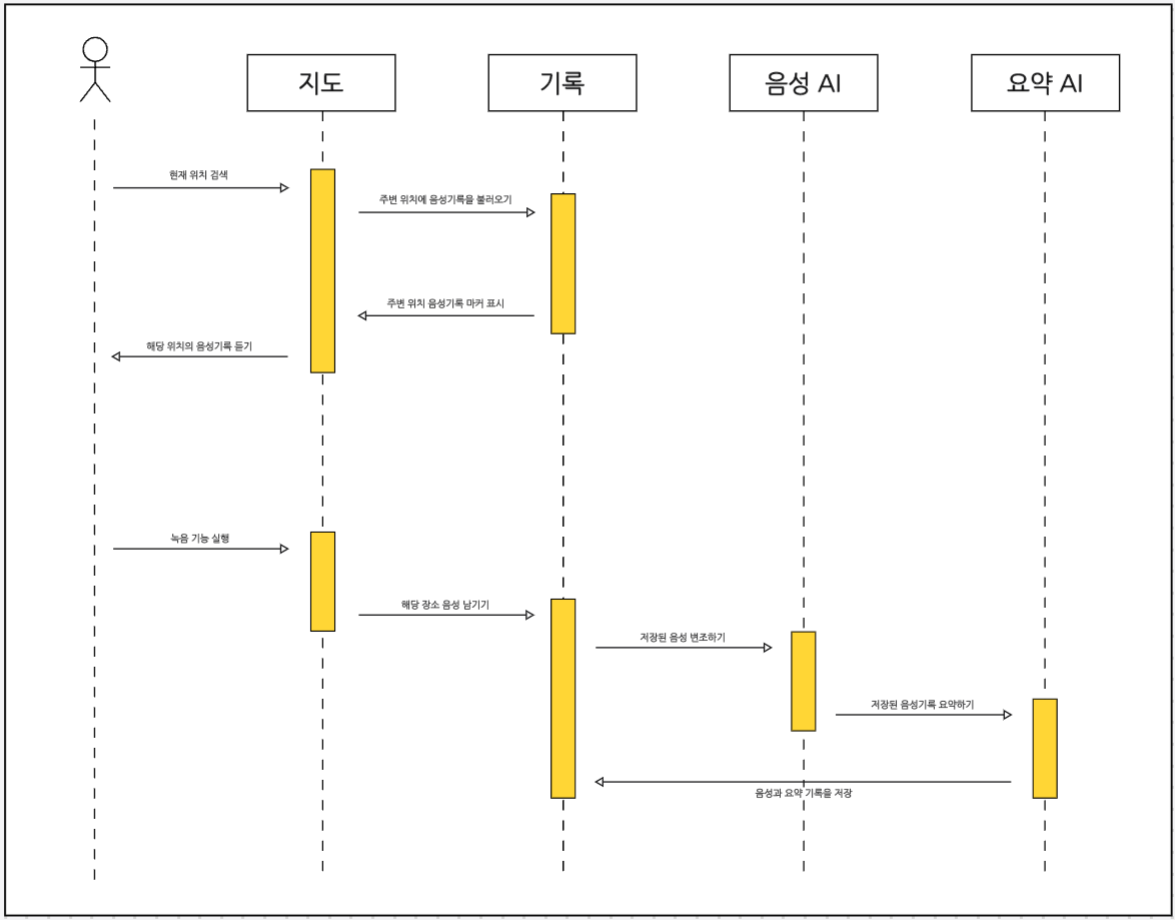 지도
기록
음성 AI
요약 AI
현재 위치 검색
주변 위치에 음성기록을 불러오기
주변 위치 음성기록 마커 표시
해당 위치의 음성기록 듣기
녹음 기능 실행
해당 장소 음성 남기기
저장된 음성 변조하기
저장된 음성기록 요약하기
음성과 요약 기록을 저장